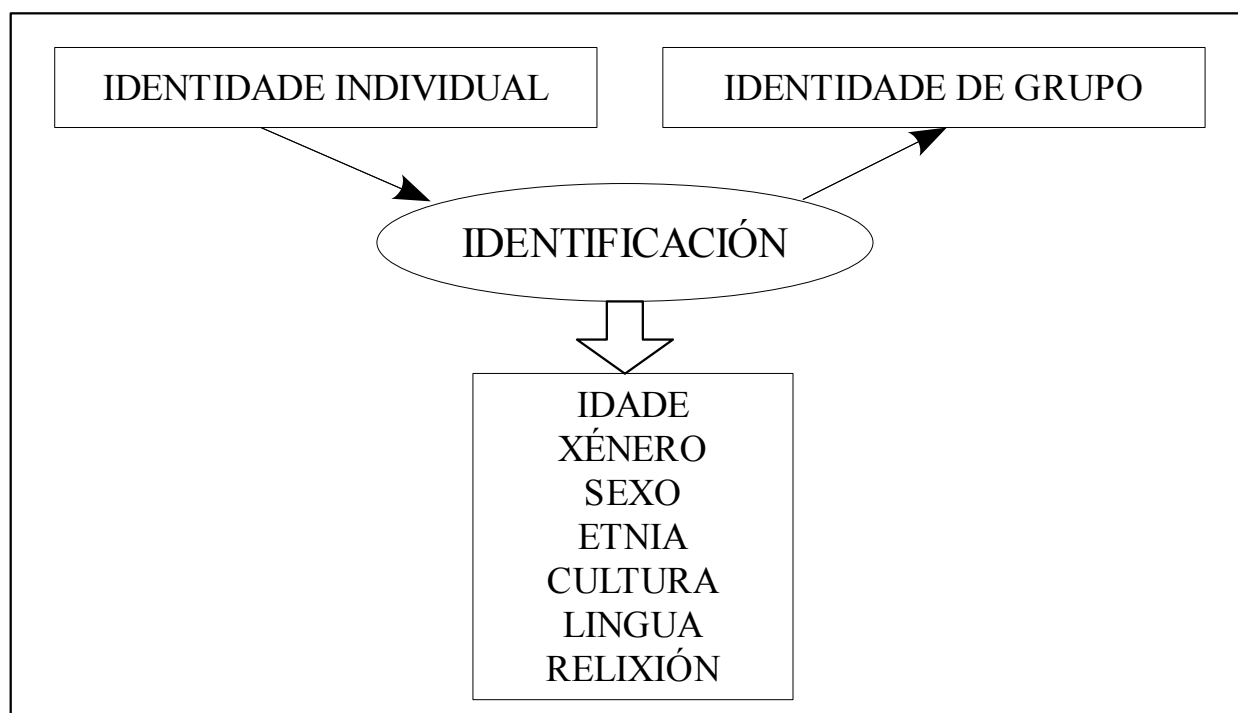 IDENTIDADE INDIVIDUAL
IDENTIDADE DE GRUPO
IDENTIFICACIÓN
IDADE
XÉNERO
SEXO
ETNIA
CULTURA
LINGUA
RELIXIÓN